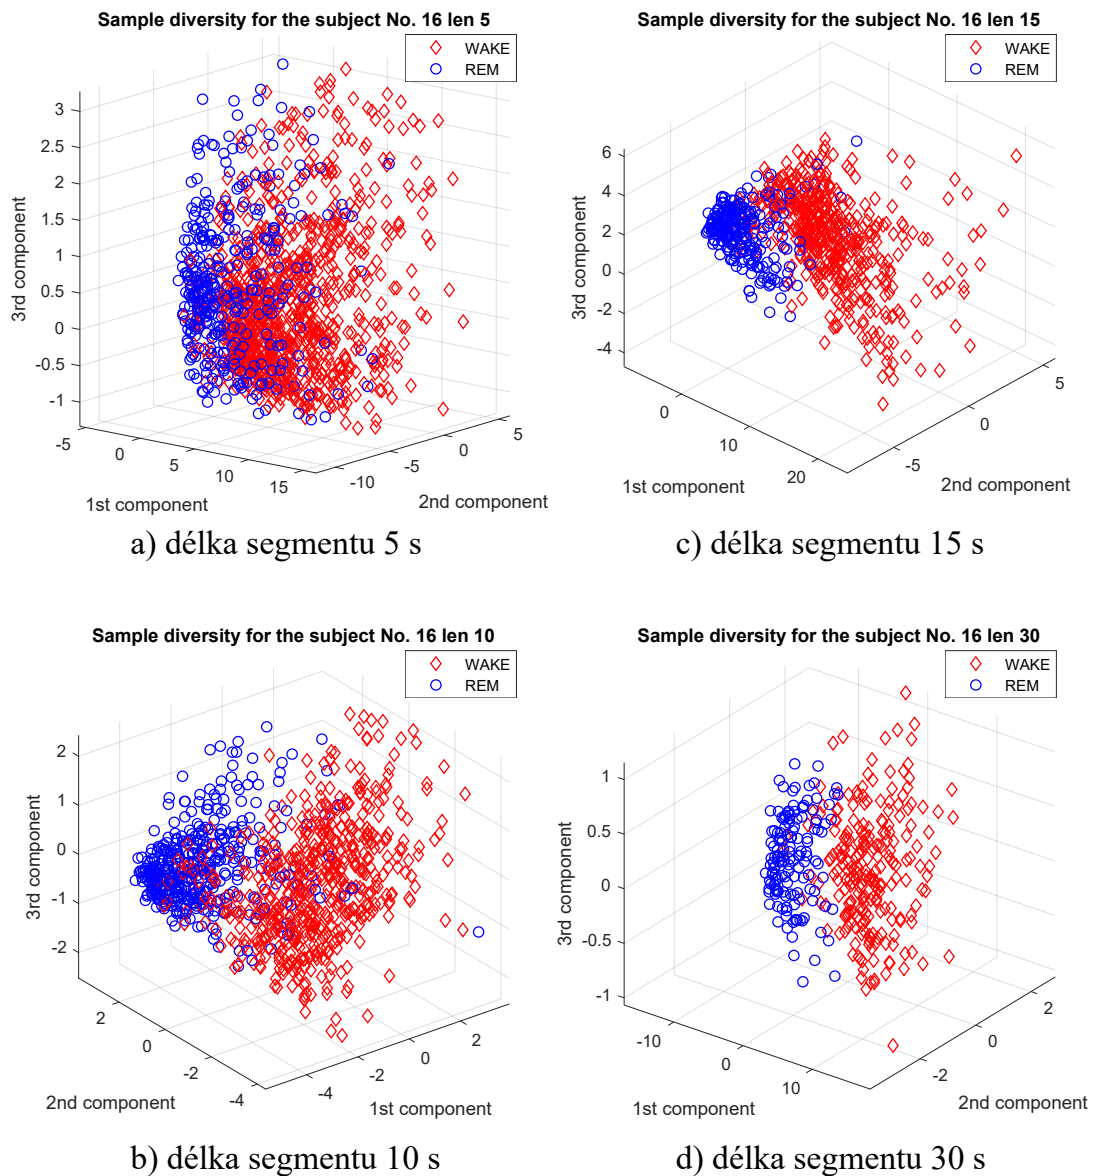 Sample diversity for the subject No. 16 len 5
WAKE
REM
3
2.5
2
1.5
1
0.5
0
-0.5
-1
3rd component
-5
0
5
10
15
1st component
-10
-5
0
5
2nd component
a) délka segmentu 5 s
Sample diversity for the subject No. 16 len 15
WAKE
REM
6
4
2
0
-2
-4
3rd component
0
10
20
1st component
-5
0
5
2nd component
c) délka segmentu 15 s
Sample diversity for the subject No. 16 len 10
WAKE
REM
2
1
0
-1
-2
3rd component
2
0
-2
-4
2nd component
-4
-2
0
2
1st component
b) délka segmentu 10 s
Sample diversity for the subject No. 16 len 30
WAKE
REM
1
0.5
0
-0.5
-1
3rd component
-10
0
10
1st component
-2
0
2
2nd component
d) délka segmentu 30 s